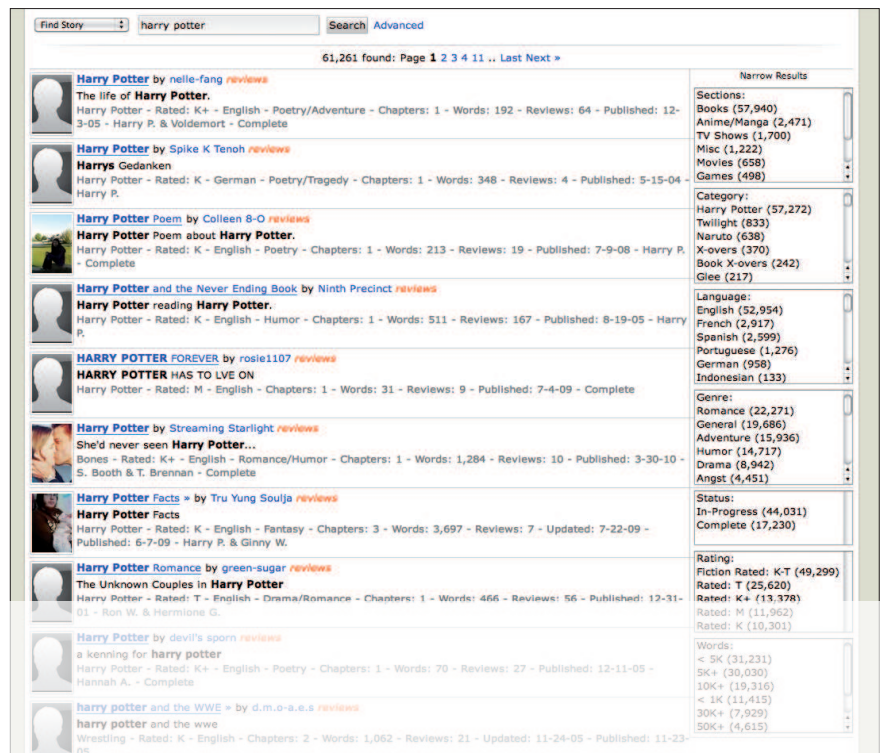 Find Story
harry potter
Search Advanced
61,261 found: Page 1 2 3 4 11 .. Last Next »
Harry Potter by nelle-fang reviews
The life of Harry Potter.
Harry Potter - Rated: K+ - English - Poetry/Adventure - Chapters: 1 - Words: 192 - Reviews: 64 - Published: 12-
3-05 - Harry P. & Voldemort - Complete
Harry Potter by Spike K Tenoh reviews
Harrys Gedanken
Harry Potter - Rated: K - German - Poetry/Tragedy - Chapters: 1 - Words: 348 - Reviews: 4 - Published: 5-15-04 -
Harry P.
Harry Potter Poem by Colleen 8-O reviews
Harry Potter Poem about Harry Potter.
Harry Potter - Rated: K - English - Poetry - Chapters: 1 - Words: 213 - Reviews: 19 - Published: 7-9-08 - Harry P.
- Complete
Harry Potter and the Never Ending Book by Ninth Precinct reviews
Harry Potter reading Harry Potter.
Harry Potter - Rated: K+ - English - Humor - Chapters: 1 - Words: 511 - Reviews: 167 - Published: 8-19-05 - Harry
P.
HARRY POTTER FOREVER by rosie1107 reviews
HARRY POTTER HAS TO LVE ON
Harry Potter - Rated: M - English - Chapters: 1 - Words: 31 - Reviews: 9 - Published: 7-4-09 - Complete
Harry Potter by Streaming Starlight reviews
She'd never seen Harry Potter...
Bones - Rated: K+ - English - Romance/Humor - Chapters: 1 - Words: 1,284 - Reviews: 10 - Published: 3-30-10 -
S. Booth & T. Brennan - Complete
Harry Potter Facts » by Tru Yung Soulja reviews
Harry Potter Facts
Harry Potter - Rated: K - English - Fantasy - Chapters: 3 - Words: 3,697 - Reviews: 7 - Updated: 7-22-09 -
Published: 6-7-09 - Harry P. & Ginny W.
Harry Potter Romance by green-sugar reviews
The Unknown Couples in Harry Potter
Harry Potter - Rated: T - English - Drama/Romance - Chapters: 1 - Words: 466 - Reviews: 56 - Published: 12-31-
01 - Ron W. & Hermione G.
Harry Potter by devil's sporn reviews
a kenning for harry potter
Harry Potter - Rated: K+ - English - Poetry - Chapters: 1 - Words: 70 - Reviews: 27 - Published: 12-11-05 -
Hannah A. - Complete
harry potter and the WWE » by d.m.o-a.e.s reviews
harry potter and the wwe
Wrestling - Rated: K - English - Chapters: 2 - Words: 1,062 - Reviews: 21 - Updated: 11-24-05 - Published: 11-23-
05
Narrow Results
Sections:
Books (57,940)
Anime/Manga (2,471)
TV Shows (1,700)
Misc (1,222)
Movies (658)
Games (498)
Category:
Harry Potter (57,272)
Twilight (833)
Naruto (638)
X-overs (370)
Book X-overs (242)
Glee (217)
Language:
English (52,954)
French (2,917)
Spanish (2,599)
Portuguese (1,276)
German (958)
Indonesian (133)
Genre:
Romance (22,271)
General (19,686)
Adventure (15,936)
Humor (14,717)
Drama (8,942)
Angst (4,451)
Status:
In-Progress (44,031)
Complete (17,230)
Rating:
Fiction Rated: K-T (49,299)
Rated: T (25,620)
Rated: K+ (13,378)
Rated: M (11,962)
Rated: K (10,301)
Words:
< 5K (31,231)
5K+ (30,030)
10K+ (19,316)
< 1K (11,415)
30K+ (7,929)
50K+ (4,615)